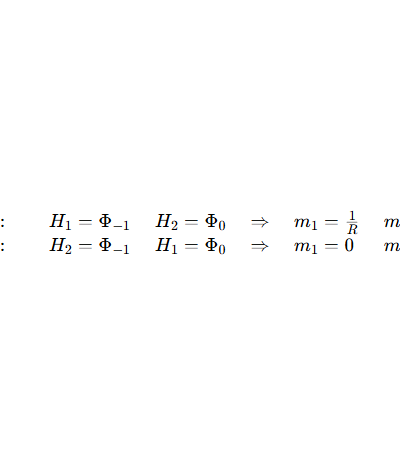 : H₁ = Φ₋₁ H₂ = Φ₀ ⇒ m₁ = 1/R m
: H₂ = Φ₋₁ H₁ = Φ₀ ⇒ m₁ = 0 m